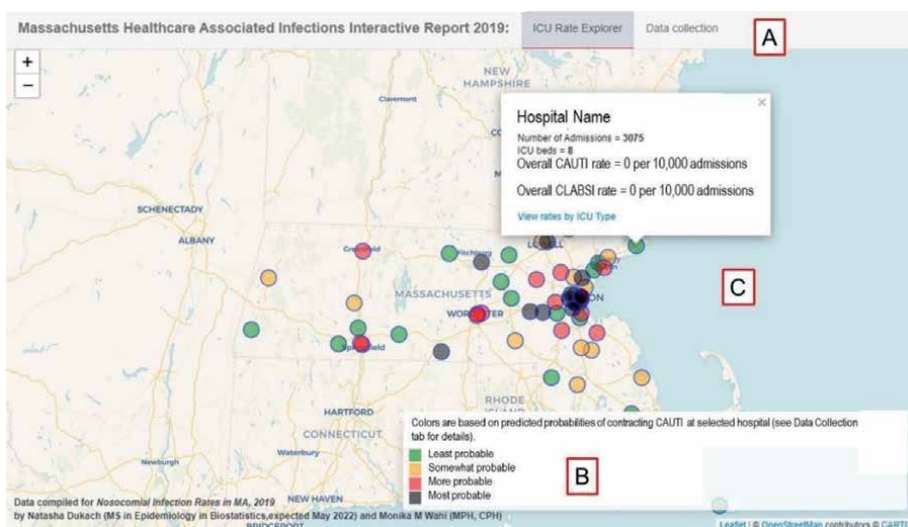 Massachusetts Healthcare Associated Infections Interactive Report 2019:
ICU Rate Explorer
Data collection
A
+
−
NEW
HAMPSHIRE
Claremont
×
Hospital Name
Number of Admissions = 3075
ICU beds = 8
Overall CAUTI rate = 0 per 10,000 admissions
Overall CLABSI rate = 0 per 10,000 admissions
View rates by ICU Type
SCHENECTADY
ALBANY
C
MASSACHUSETTS
HARTFORD
CONNECTICUT
Waterbury
Newburgh
RHODE
Colors are based on predicted probabilities of contracting CAUTI at selected hospital (see Data Collection
tab for details).
Least probable
Somewhat probable
More probable
Most probable
B
NEW HAVEN
Data compiled for Nosocomial Infection Rates in MA, 2019
by Natasha Dukach (MS in Epidemiology in Biostatistics,expected May 2022) and Monika M Wahi (MPH, CPH)
BRIDGEPORT
Leaflet | © OpenStreetMap contributors © CARTO